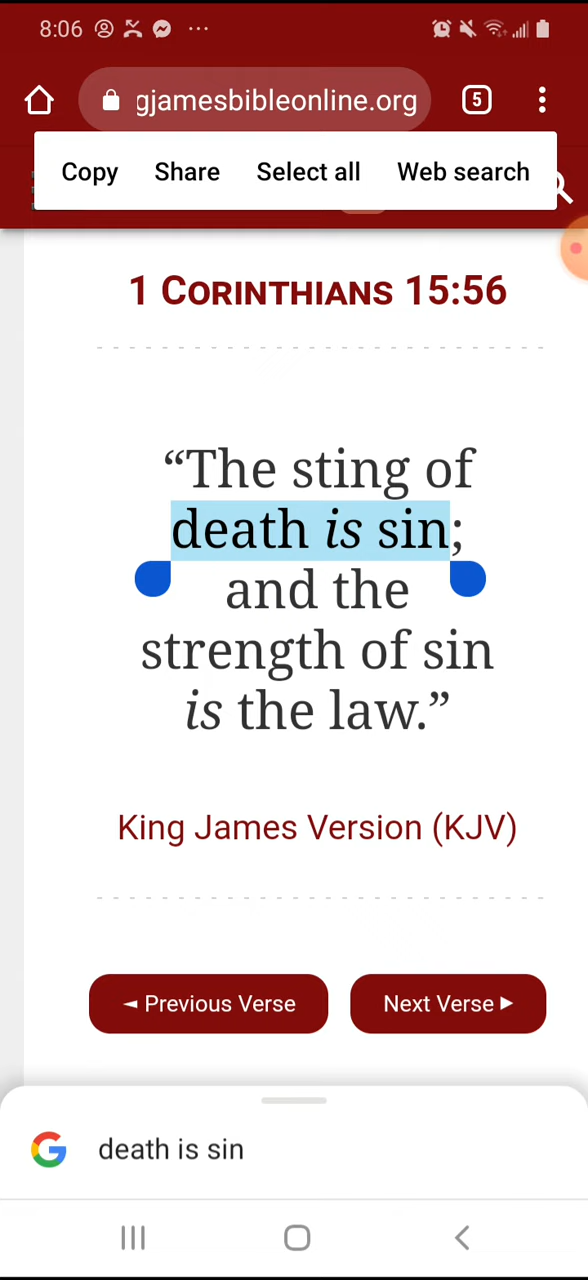 8:06
gjamesbibleonline.org
5
Copy Share Select all Web search
1 CORINTHIANS 15:56
“The sting of
death is sin;
and the
strength of sin
is the law.”
King James Version (KJV)
◄ Previous Verse Next Verse ►
death is sin